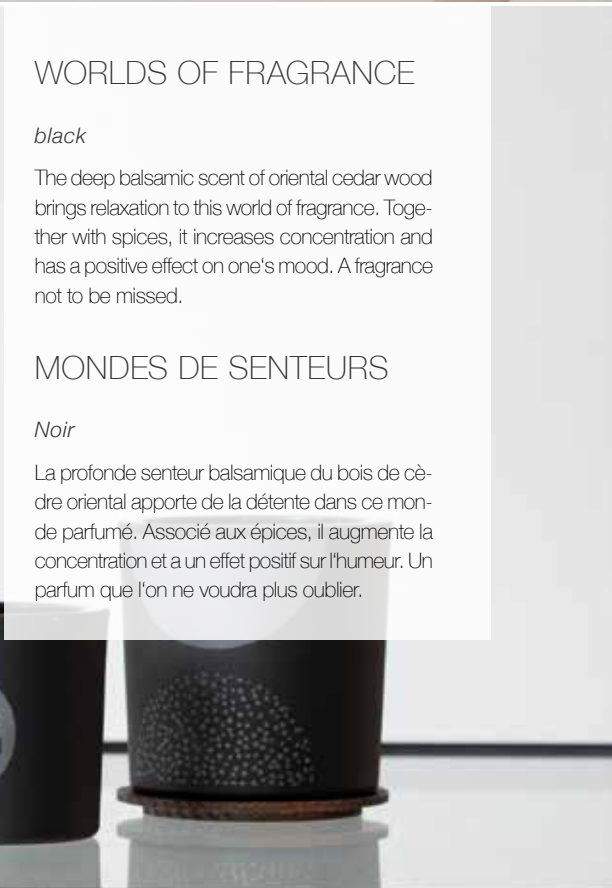 WORLDS OF FRAGRANCE
black
The deep balsamic scent of oriental cedar wood
brings relaxation to this world of fragrance. Toge-
ther with spices, it increases concentration and
has a positive effect on one‘s mood. A fragrance
not to be missed.
MONDES DE SENTEURS
Noir
La profonde senteur balsamique du bois de cè-
dre oriental apporte de la détente dans ce mon-
de parfumé. Associé aux épices, il augmente la
concentration et a un effet positif sur l‘humeur. Un
parfum que l‘on ne voudra plus oublier.